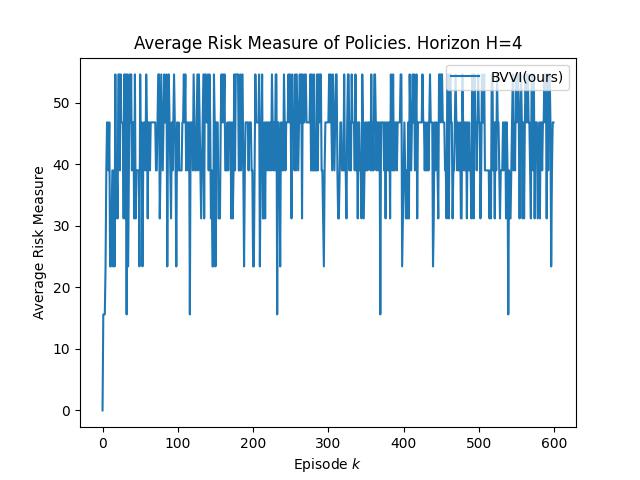 Average Risk Measure of Policies. Horizon H=4
BVVI(ours)
Average Risk Measure
50
40
30
20
10
0
0 100 200 300 400 500 600
Episode k